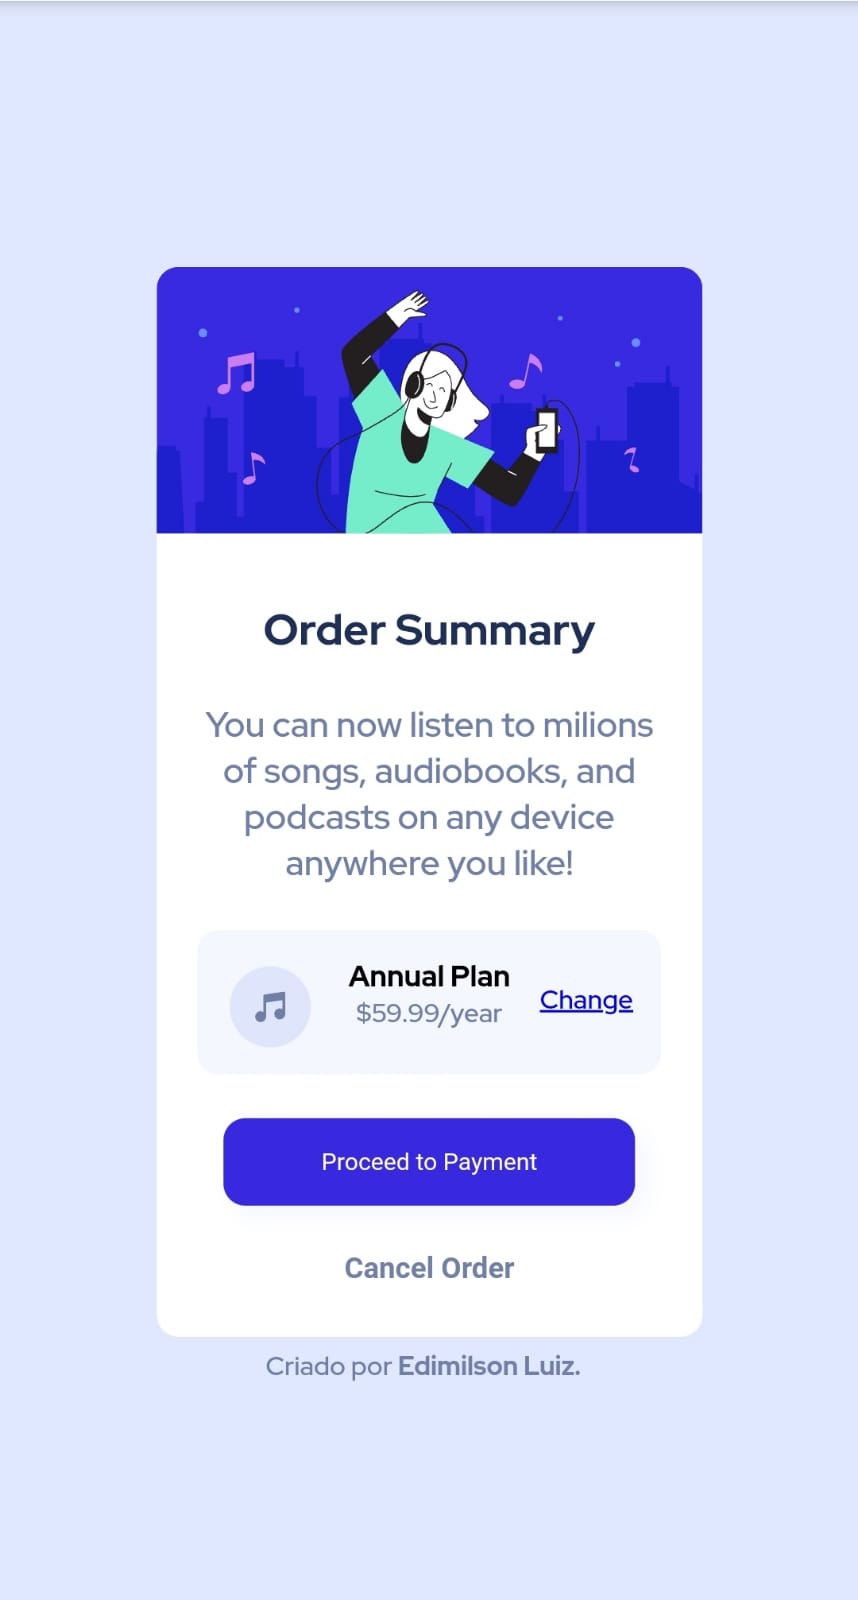 Order Summary
You can now listen to milions
of songs, audiobooks, and
podcasts on any device
anywhere you like!
Annual Plan
$59.99/year
Change
Proceed to Payment
Cancel Order
Criado por Edimilson Luiz.